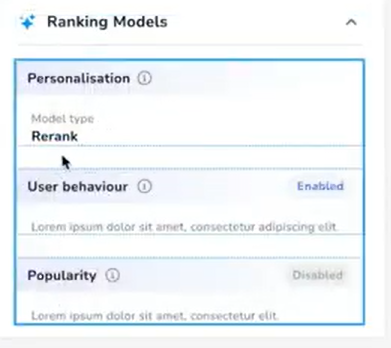 Ranking Models
Personalisation
Model type
Rerank
User behaviour
Enabled
Lorem ipsum dolor sit amet, consectetur adipiscing elit.
Popularity
Disabled
Lorem ipsum dolor sit amet, consectetur elit.